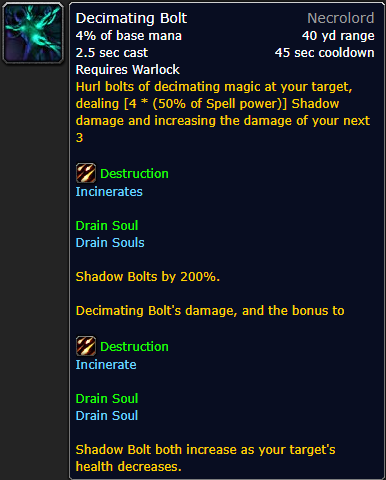 Decimating Bolt Necrolord
4% of base mana 40 yd range
2.5 sec cast 45 sec cooldown
Requires Warlock
Hurl bolts of decimating magic at your target,
dealing [4 * (50% of Spell power)] Shadow
damage and increasing the damage of your next
3
Destruction
Incinerates
Drain Soul
Drain Souls
Shadow Bolts by 200%.
Decimating Bolt's damage, and the bonus to
Destruction
Incinerate
Drain Soul
Drain Soul
Shadow Bolt both increase as your target's
health decreases.